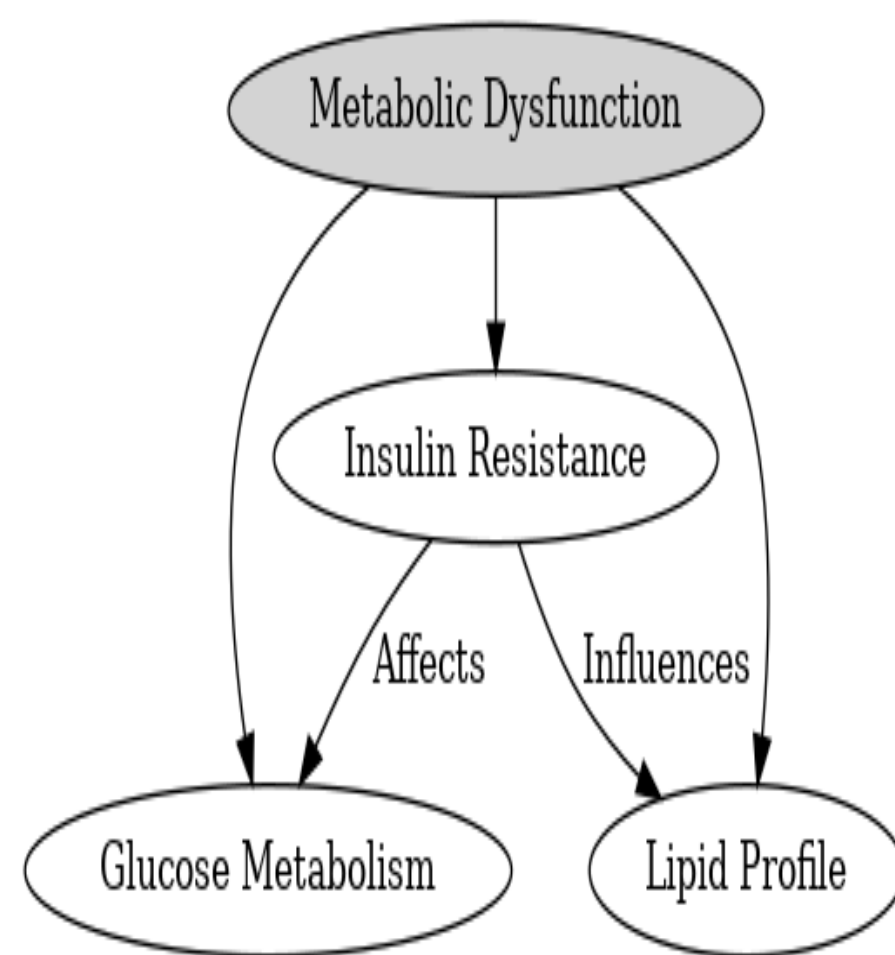 Metabolic Dysfunction
Insulin Resistance
Affects
Influences
Glucose Metabolism
Lipid Profile